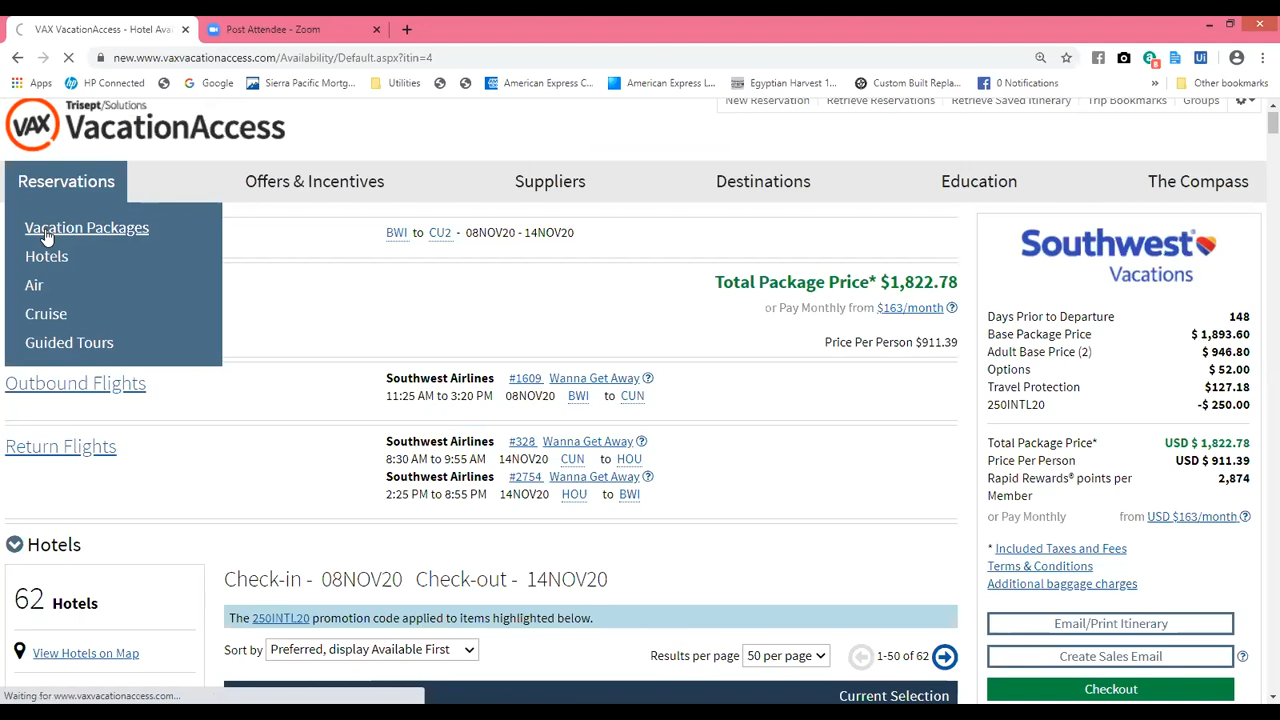 VAX VacationAccess - Hotel Ava
Post Attendee - Zoom
new.www.vaxvacationaccess.com/Availability/Default.aspx?itin=4
Apps
HP Connected
Google
Sierra Pacific Mortg...
Utilities
American Express C...
American Express L...
Egyptian Harvest 1...
Custom Built Repla...
0 Notifications
»
Other bookmarks
Trisept/Solutions
VAX VacationAccess
New Reservation
Retrieve Reservations
Retrieve Saved Itinerary
Trip Bookmarks
Groups
Reservations
Offers & Incentives
Suppliers
Destinations
Education
The Compass
Vacation Packages
Hotels
Air
Cruise
Guided Tours
BWI to CU2 - 08NOV20 - 14NOV20
Total Package Price* $1,822.78
or Pay Monthly from $163/month
Price Per Person $911.39
Outbound Flights
Southwest Airlines #1609 Wanna Get Away
11:25 AM to 3:20 PM 08NOV20 BWI to CUN
Return Flights
Southwest Airlines #328 Wanna Get Away
8:30 AM to 9:55 AM 14NOV20 CUN to HOU
Southwest Airlines #2754 Wanna Get Away
2:25 PM to 8:55 PM 14NOV20 HOU to BWI
Hotels
62 Hotels
View Hotels on Map
Check-in - 08NOV20 Check-out - 14NOV20
The 250INTL20 promotion code applied to items highlighted below.
Sort by Preferred, display Available First
Results per page 50 per page 1-50 of 62
Current Selection
Southwest
Vacations
Days Prior to Departure 148
Base Package Price $ 1,893.60
Adult Base Price (2) $ 946.80
Options $ 52.00
Travel Protection $127.18
250INTL20 -$ 250.00
Total Package Price* USD $ 1,822.78
Price Per Person USD $ 911.39
Rapid Rewards® points per 2,874
Member
or Pay Monthly from USD $163/month
* Included Taxes and Fees
Terms & Conditions
Additional baggage charges
Email/Print Itinerary
Create Sales Email
Checkout
Waiting for www.vaxvacationaccess.com...